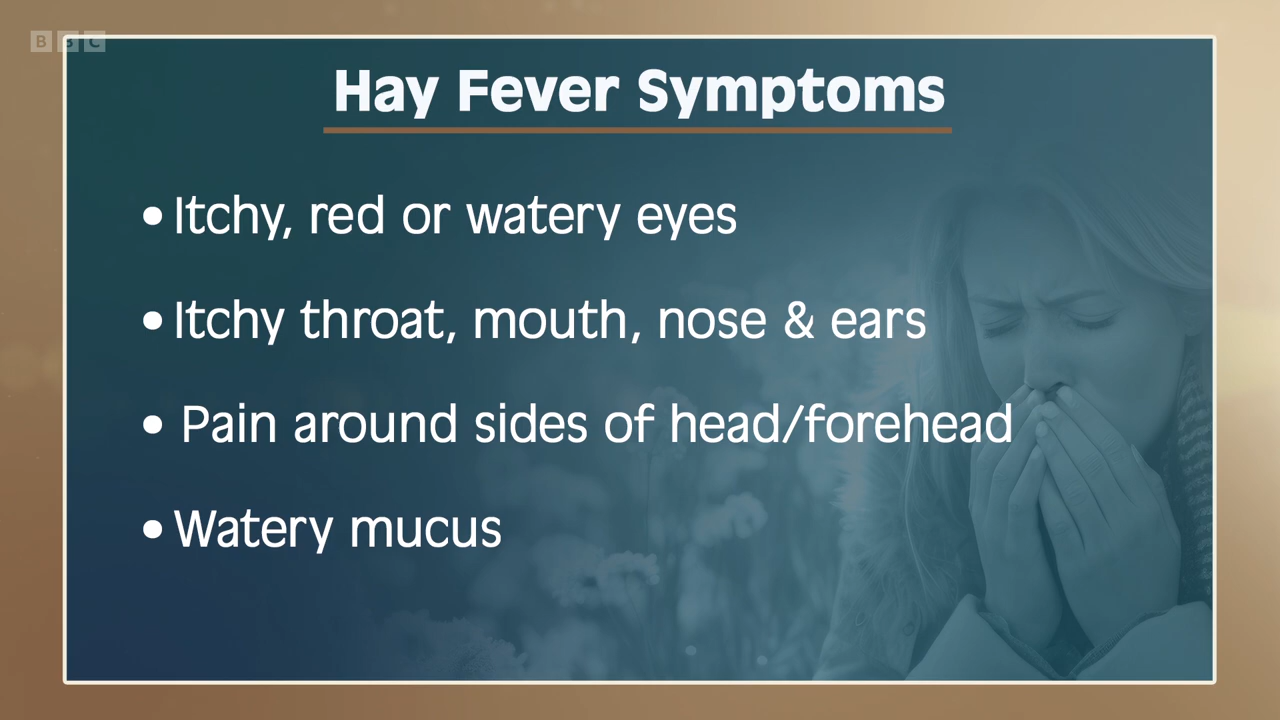 BBC
Hay Fever Symptoms
• Itchy, red or watery eyes
• Itchy throat, mouth, nose & ears
• Pain around sides of head/forehead
• Watery mucus